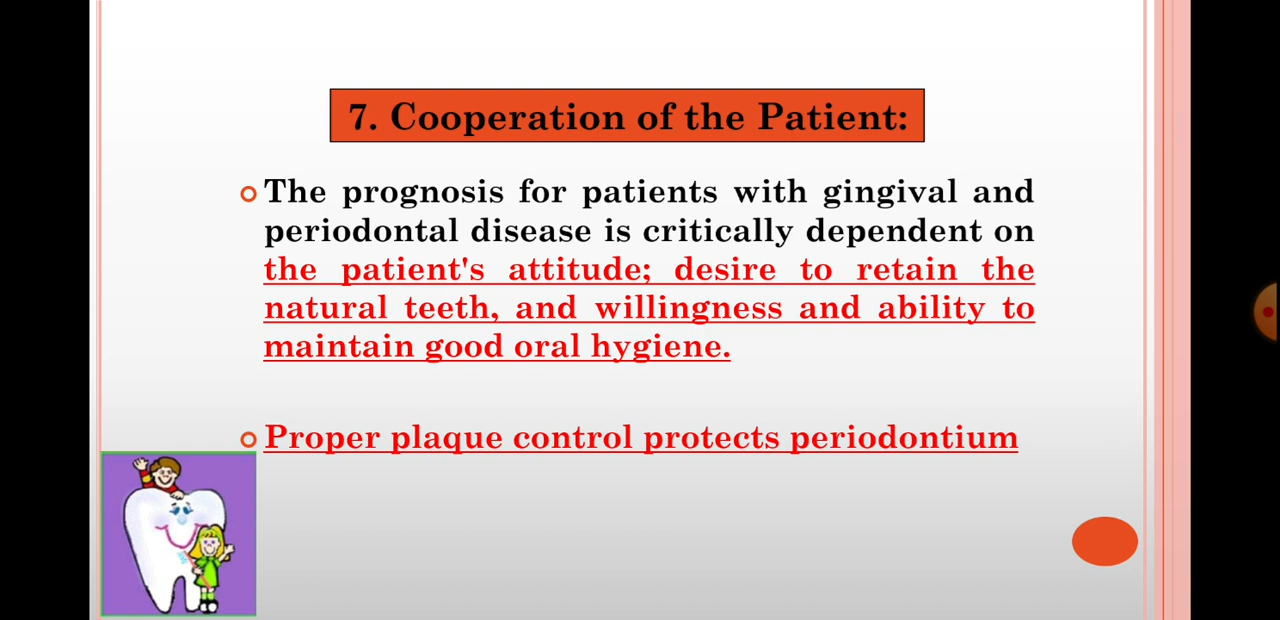 7. Cooperation of the Patient:
The prognosis for patients with gingival and
periodontal disease is critically dependent on
the patient's attitude; desire to retain the
natural teeth, and willingness and ability to
maintain good oral hygiene.
Proper plaque control protects periodontium